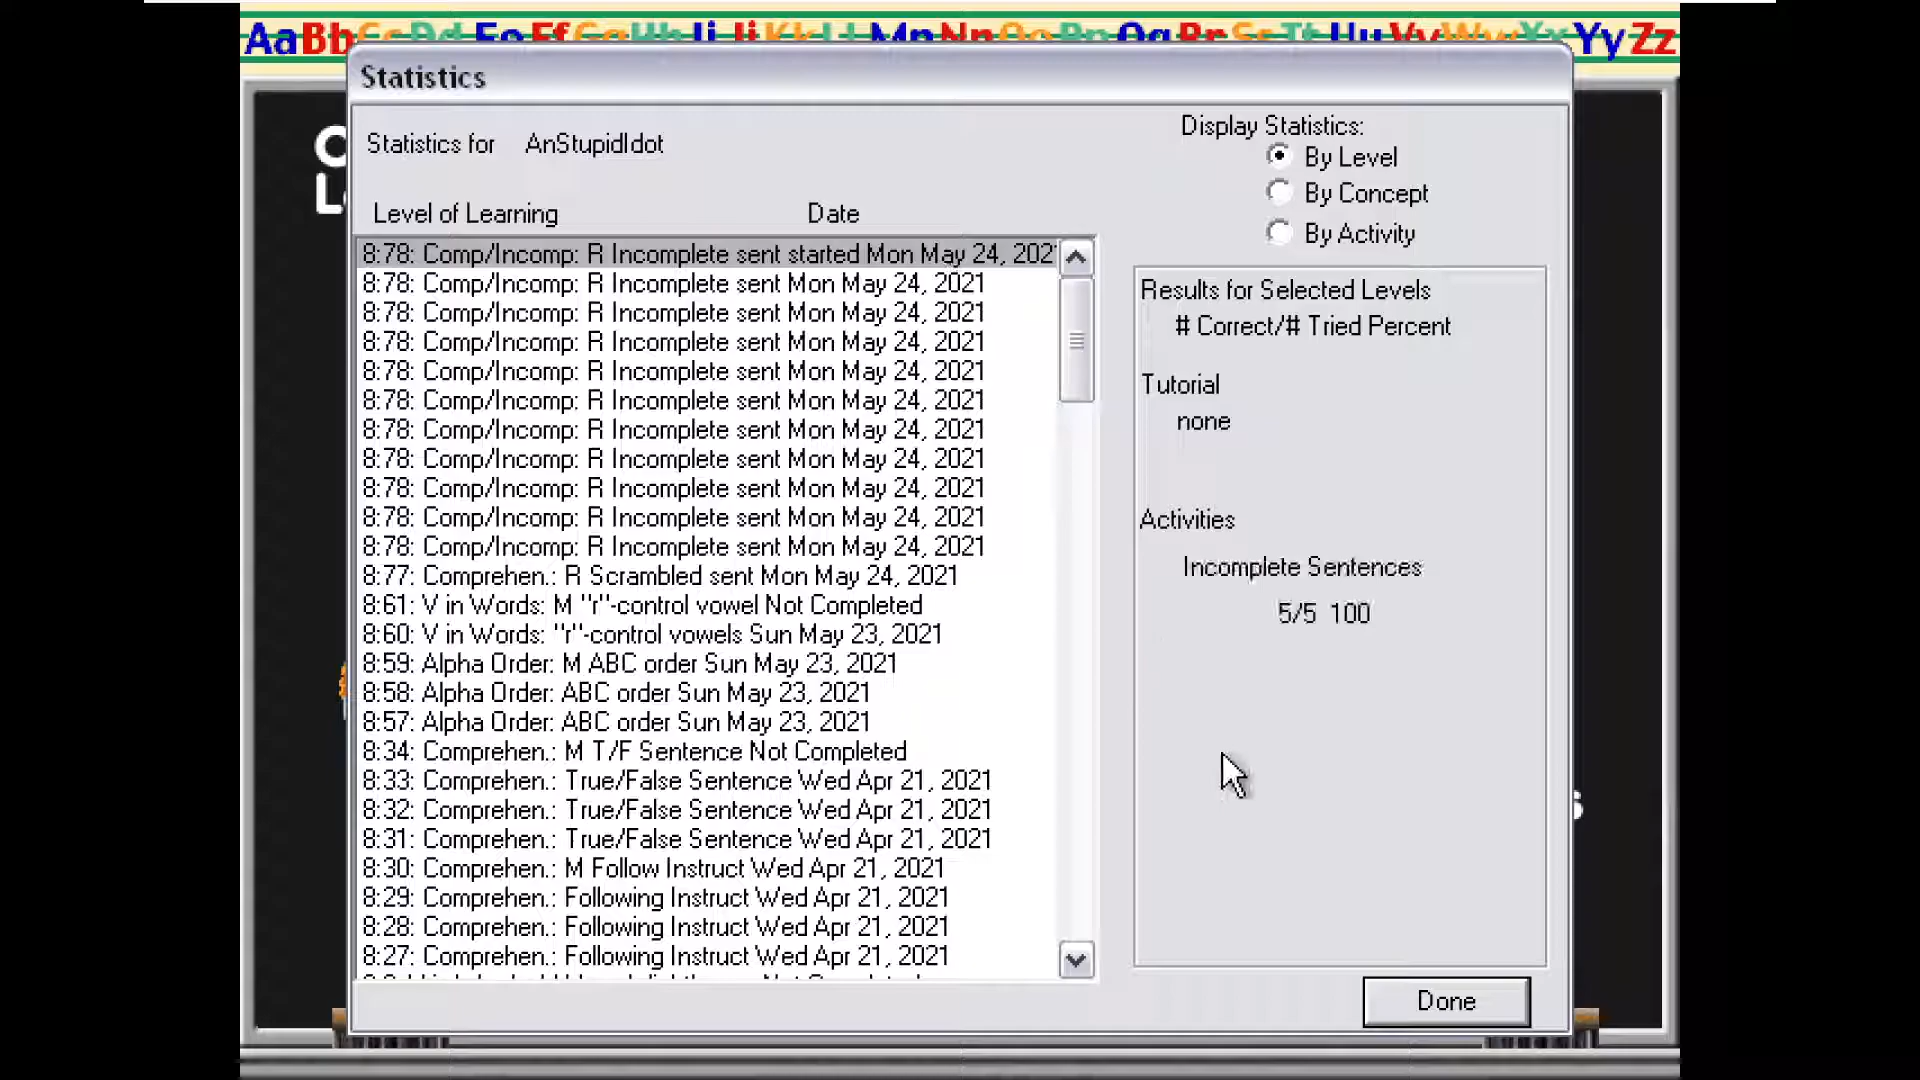 Statistics
Statistics for AnStupidIdot
Display Statistics:
By Level
By Concept
By Activity
Level of Learning Date
8:78: Comp/Incomp: R Incomplete sent started Mon May 24, 202
8:78: Comp/Incomp: R Incomplete sent Mon May 24, 2021
8:78: Comp/Incomp: R Incomplete sent Mon May 24, 2021
8:78: Comp/Incomp: R Incomplete sent Mon May 24, 2021
8:78: Comp/Incomp: R Incomplete sent Mon May 24, 2021
8:78: Comp/Incomp: R Incomplete sent Mon May 24, 2021
8:78: Comp/Incomp: R Incomplete sent Mon May 24, 2021
8:78: Comp/Incomp: R Incomplete sent Mon May 24, 2021
8:78: Comp/Incomp: R Incomplete sent Mon May 24, 2021
8:78: Comp/Incomp: R Incomplete sent Mon May 24, 2021
8:78: Comp/Incomp: R Incomplete sent Mon May 24, 2021
8:77: Comprehen.: R Scrambled sent Mon May 24, 2021
8:61: V in Words: M "r"-control vowel Not Completed
8:60: V in Words: "r"-control vowels Sun May 23, 2021
8:59: Alpha Order: M ABC order Sun May 23, 2021
8:58: Alpha Order: ABC order Sun May 23, 2021
8:57: Alpha Order: ABC order Sun May 23, 2021
8:34: Comprehen.: M T/F Sentence Not Completed
8:33: Comprehen.: True/False Sentence Wed Apr 21, 2021
8:32: Comprehen.: True/False Sentence Wed Apr 21, 2021
8:31: Comprehen.: True/False Sentence Wed Apr 21, 2021
8:30: Comprehen.: M Follow Instruct Wed Apr 21, 2021
8:29: Comprehen.: Following Instruct Wed Apr 21, 2021
8:28: Comprehen.: Following Instruct Wed Apr 21, 2021
8:27: Comprehen.: Following Instruct Wed Apr 21, 2021
Results for Selected Levels
# Correct/# Tried Percent
Tutorial
none
Activities
Incomplete Sentences
5/5 100
Done